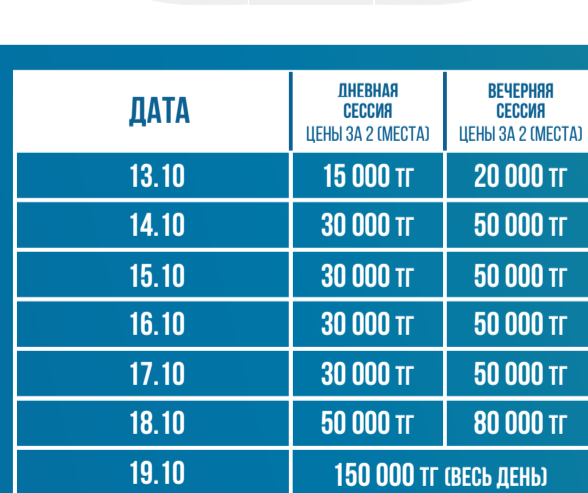 ДАТА
ДНЕВНАЯ
СЕССИЯ
ЦЕНЫ ЗА 2 (МЕСТА)
ВЕЧЕРНЯЯ
СЕССИЯ
ЦЕНЫ ЗА 2 (МЕСТА)
13.10 15 000 ТГ 20 000 ТГ
14.10 30 000 ТГ 50 000 ТГ
15.10 30 000 ТГ 50 000 ТГ
16.10 30 000 ТГ 50 000 ТГ
17.10 30 000 ТГ 50 000 ТГ
18.10 50 000 ТГ 80 000 ТГ
19.10 150 000 ТГ (ВЕСЬ ДЕНЬ)